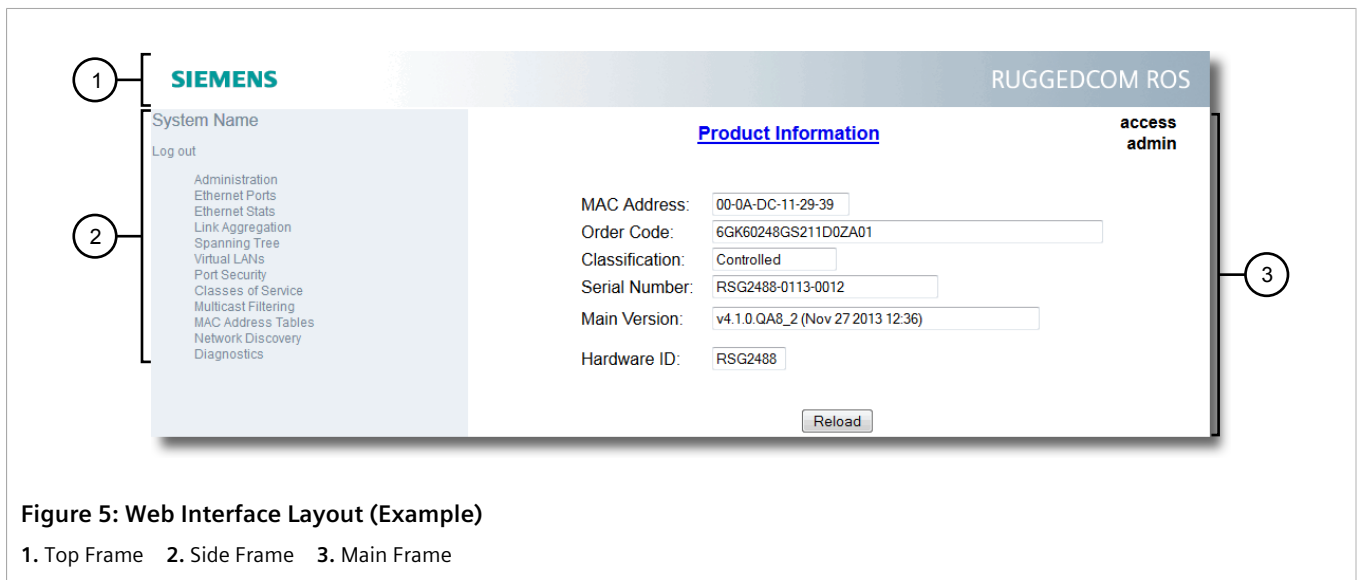 1
SIEMENS
RUGGEDCOM ROS
2
System Name
Log out
Administration
Ethernet Ports
Ethernet Stats
Link Aggregation
Spanning Tree
Virtual LANs
Port Security
Classes of Service
Multicast Filtering
MAC Address Tables
Network Discovery
Diagnostics
Product Information
access
admin
MAC Address: 00-0A-DC-11-29-39
Order Code: 6GK60248GS211D0ZA01
Classification: Controlled
Serial Number: RSG2488-0113-0012
Main Version: v4.1.0.QA8_2 (Nov 27 2013 12:36)
Hardware ID: RSG2488
Reload
3
Figure 5: Web Interface Layout (Example)
1. Top Frame 2. Side Frame 3. Main Frame